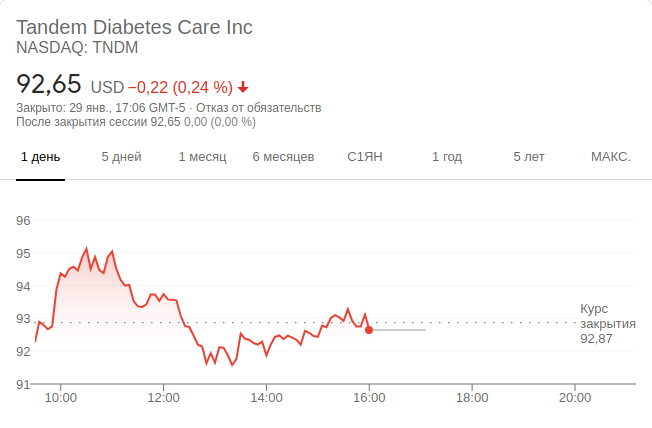 Tandem Diabetes Care Inc
NASDAQ: TNDM
92,65 USD −0,22 (0,24 %)
Закрыто: 29 янв., 17:06 GMT-5 · Отказ от обязательств
После закрытия сессии 92,65 0,00 (0,00 %)
1 день 5 дней 1 месяц 6 месяцев С1ЯН 1 год 5 лет МАКС.
96
95
94
93
92
91
Курс
закрытия
92,87
10:00 12:00 14:00 16:00 18:00 20:00